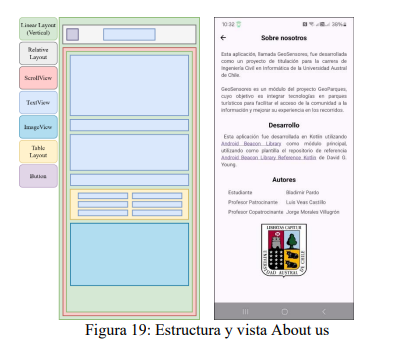 Linear Layout
(Vertical)
Relative
Layout
ScrollView
TextView
ImageView
Table
Layout
Button
10:32
36%
Sobre nosotros
Esta aplicación, llamada GeoSensores, fue desarrollada
como un proyecto de titulación para la carrera de
Ingeniería Civil en Informática de la Universidad Austral
de Chile.
GeoSensores es un módulo del proyecto GeoParques,
cuyo objetivo es integrar tecnologías en parques
turísticos para facilitar el acceso de la comunidad a la
información y mejorar su experiencia en los recorridos.
Desarrollo
Esta aplicación fue desarrollada en Kotlin utilizando
Android Beacon Library como módulo principal,
utilizando como plantilla el repositorio de referencia
Android Beacon Library Reference Kotlin de David G.
Young.
Autores
Estudiante Bladimir Pardo
Profesor Patrocinante Luis Veas Castillo
Profesor Copatrocinante Jorge Morales Villagrón
LIBERTAS CAPITUR
UNIVERSIDAD AUSTRAL DE CHILE
Figura 19: Estructura y vista About us